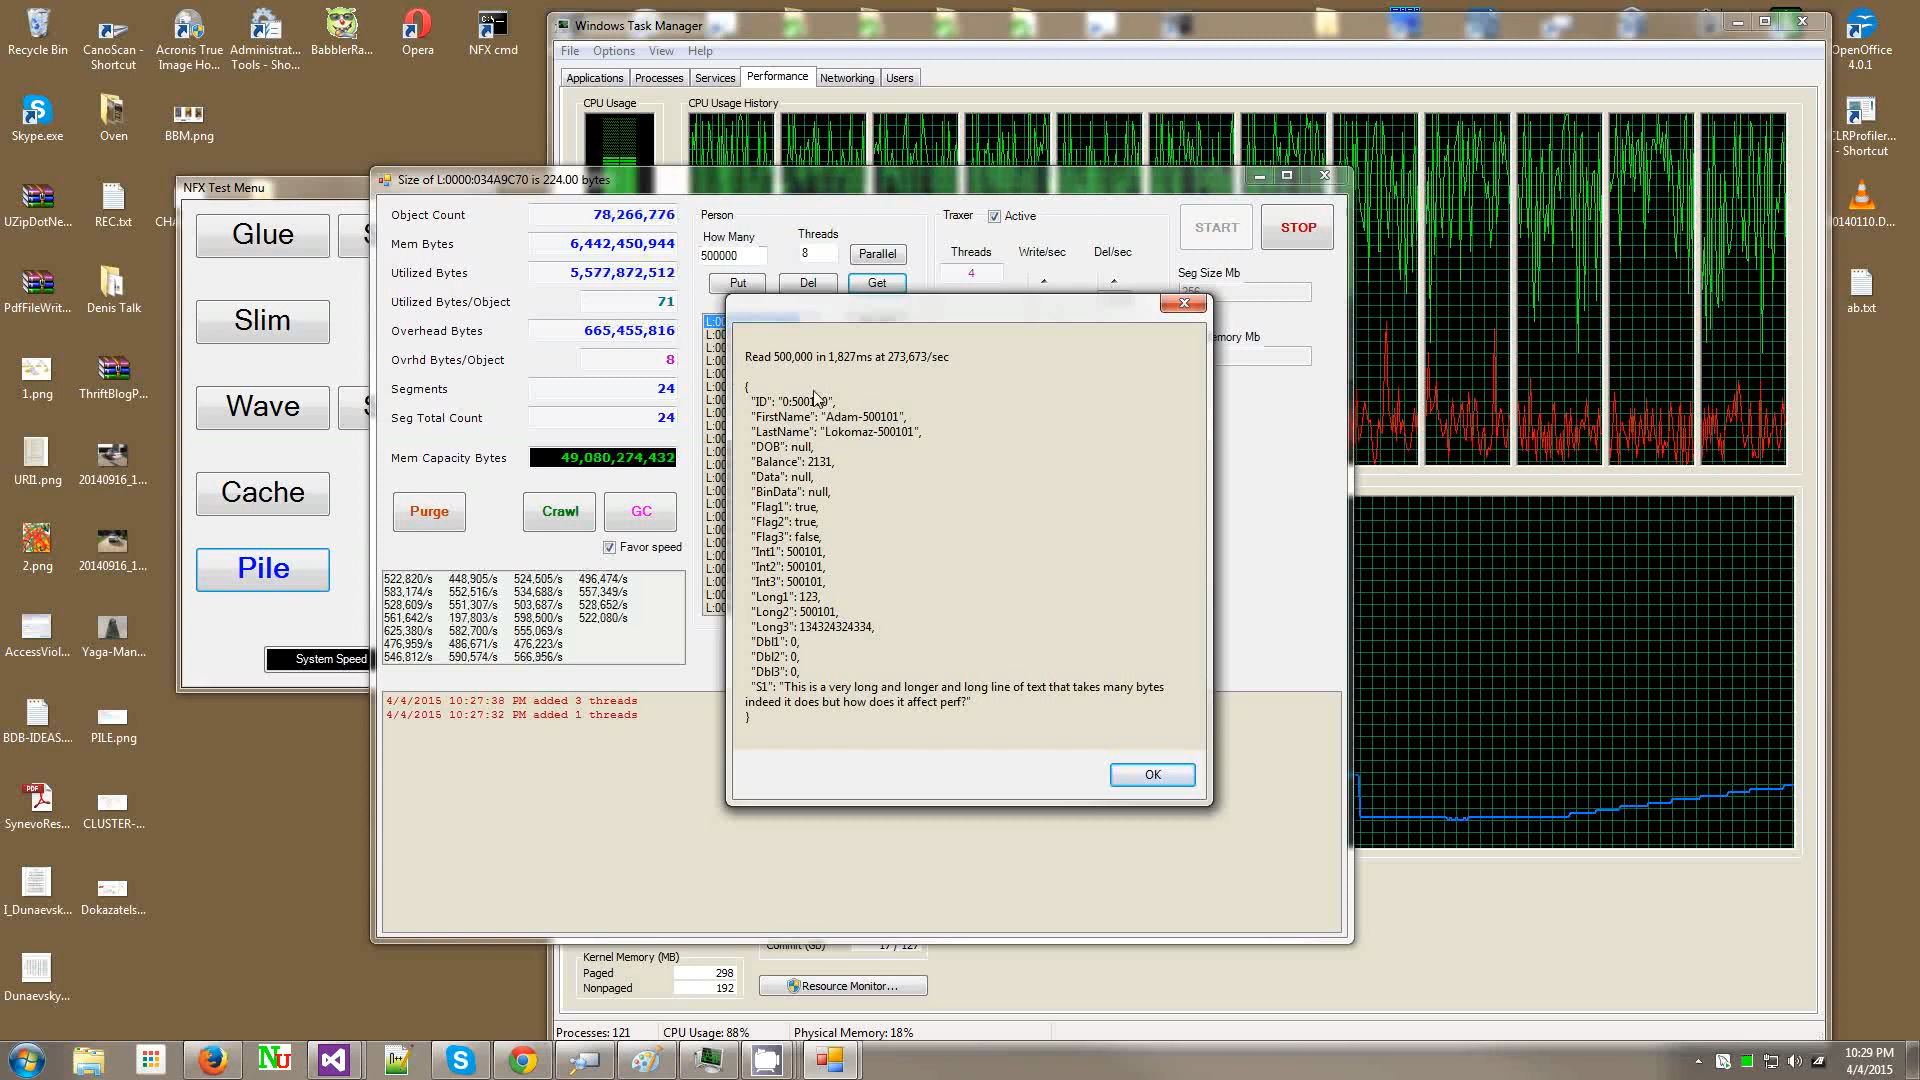 Recycle Bin
CanoScan - Shortcut
Acronis True Image Ho...
Administrat... Tools - Sho...
BabblerRa...
Opera
NFX cmd
Skype.exe
Oven
BBM.png
UZipDotNe...
REC.txt
PdfFileWrit...
Denis Talk
1.png
ThriftBlogP...
URI1.png
20140916_1...
2.png
20140916_1...
AccessViol...
Yaga-Man...
BDB-IDEAS....
PILE.png
SynevoRes...
CLUSTER-...
I_Dunaevsk...
Dokazatels...
Dunaevsky...
OpenOffice 4.0.1
- Shortcut
20140110.D...
ab.txt
Windows Task Manager
File Options View Help
Applications Processes Services Performance Networking Users
CPU Usage
CPU Usage History
NFX Test Menu
Glue
Slim
Wave
Cache
Pile
System Speed
Size of L:0000:034A9C70 is 224.00 bytes
Object Count 78,266,776
Mem Bytes 6,442,450,944
Utilized Bytes 5,577,872,512
Utilized Bytes/Object 71
Overhead Bytes 665,455,816
Ovrhd Bytes/Object 8
Segments 24
Seg Total Count 24
Mem Capacity Bytes 49,080,274,432
Purge Crawl GC
Favor speed
522,820/s 448,905/s 524,505/s 496,474/s
583,174/s 552,516/s 534,688/s 557,349/s
528,609/s 551,307/s 503,687/s 528,652/s
561,642/s 197,803/s 598,500/s 522,080/s
625,380/s 582,700/s 555,069/s
476,959/s 486,671/s 476,223/s
546,812/s 590,574/s 566,956/s
4/4/2015 10:27:38 PM added 3 threads
4/4/2015 10:27:32 PM added 1 threads
Person
How Many Threads
500000 8 Parallel
Put Del Get
Traxer Active
Threads Write/sec Del/sec
4
START STOP
Seg Size Mb
Read 500,000 in 1,827ms at 273,673/sec
{
"FirstName": "Adam-500101",
"LastName": "Lokomaz-500101",
"DOB": null,
"Balance": 2131,
"Data": null,
"BinData": null,
"Flag1": true,
"Flag2": true,
"Flag3": false,
"Int1": 500101,
"Int2": 500101,
"Int3": 500101,
"Long1": 123,
"Long2": 500101,
"Long3": 134324324334,
"Dbl1": 0,
"Dbl2": 0,
"Dbl3": 0,
"S1": "This is a very long and longer and long line of text that takes many bytes
indeed it does but how does it affect perf?"
}
OK
Kernel Memory (MB)
Paged 298
Nonpaged 192
Resource Monitor...
Processes: 121 CPU Usage: 88% Physical Memory: 18%
10:29 PM
4/4/2015